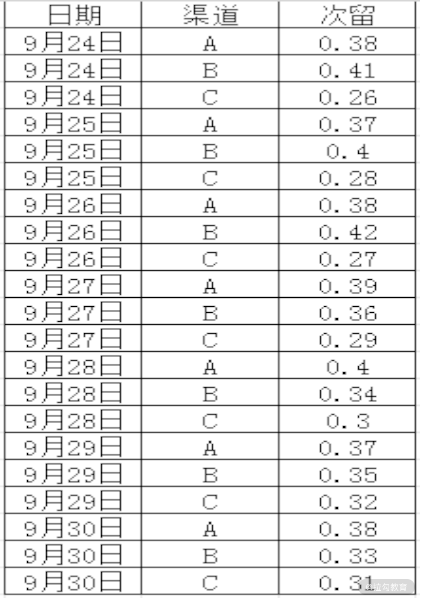 日期 渠道 次留
9月24日 A 0.38
9月24日 B 0.41
9月24日 C 0.26
9月25日 A 0.37
9月25日 B 0.4
9月25日 C 0.28
9月26日 A 0.38
9月26日 B 0.42
9月26日 C 0.27
9月27日 A 0.39
9月27日 B 0.36
9月27日 C 0.29
9月28日 A 0.4
9月28日 B 0.34
9月28日 C 0.3
9月29日 A 0.37
9月29日 B 0.35
9月29日 C 0.32
9月30日 A 0.38
9月30日 B 0.33
9月30日 C 0.31
@拉勾教育